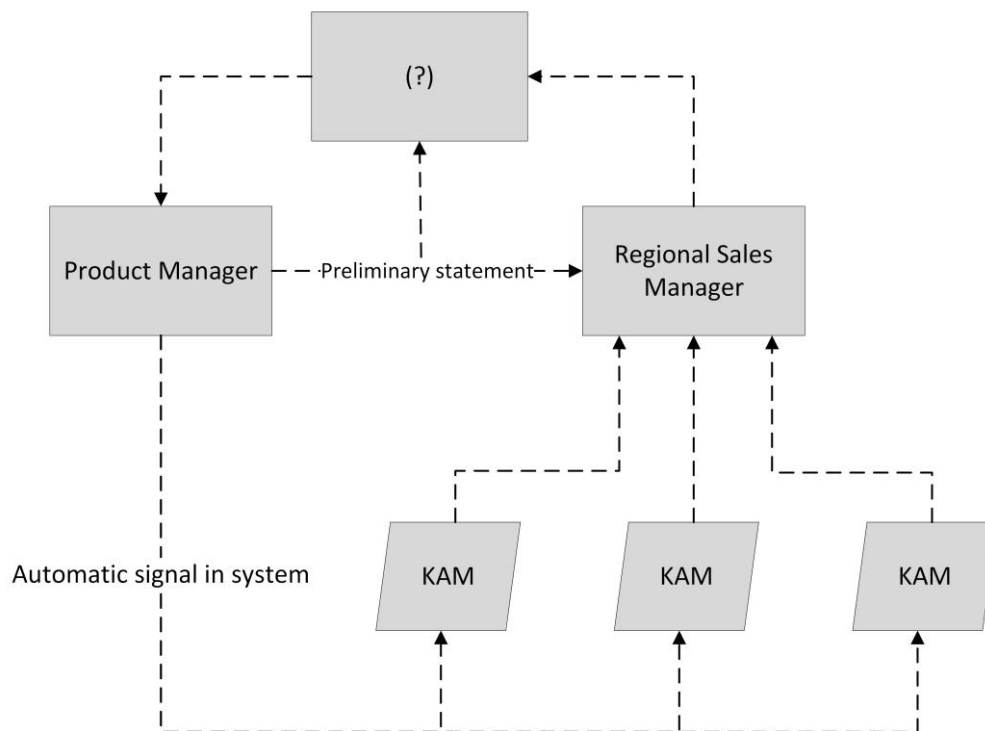 (?)
Product Manager
Preliminary statement
Regional Sales
Manager
Automatic signal in system
KAM
KAM
KAM